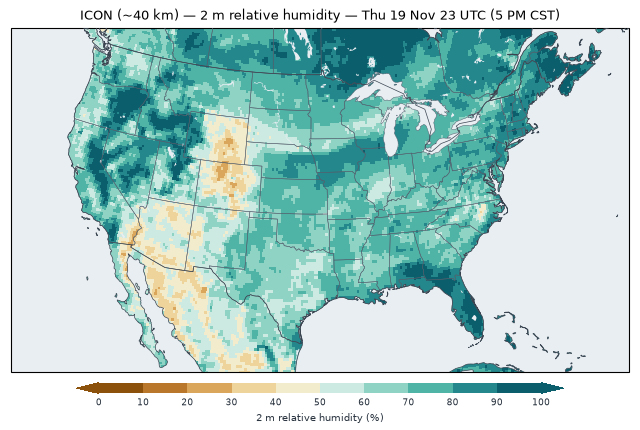 ICON (~40 km) — 2 m relative humidity — Thu 19 Nov 23 UTC (5 PM CST)
0 10 20 30 40 50 60 70 80 90 100
2 m relative humidity (%)